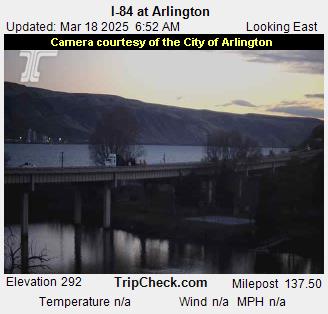 I-84 at Arlington
Updated: Mar 18 2025 6:52 AM Looking East
Camera courtesy of the City of Arlington
Elevation 292 TripCheck.com Milepost 137.50
Temperature n/a Wind n/a MPH n/a